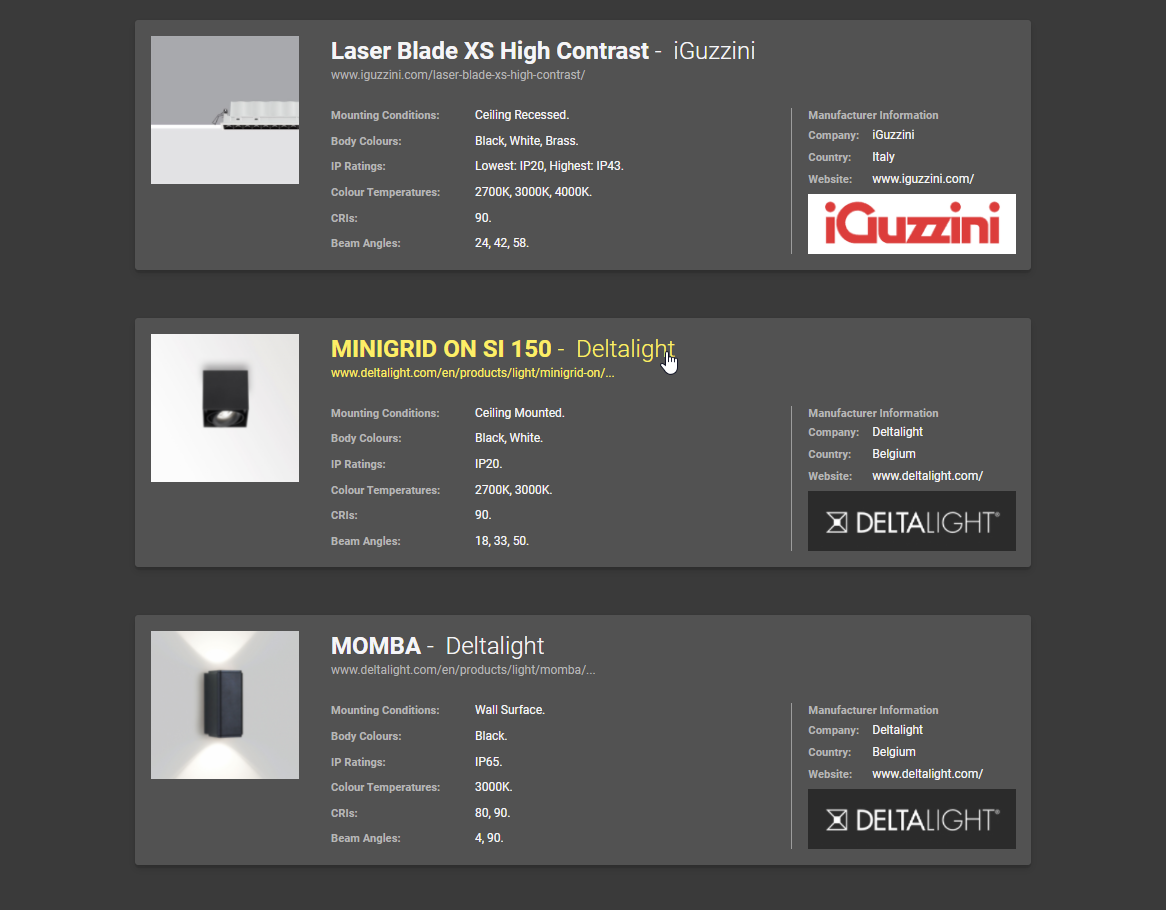 Laser Blade XS High Contrast - iGuzzini
www.iguzzini.com/laser-blade-xs-high-contrast/
Mounting Conditions: Ceiling Recessed.
Body Colours: Black, White, Brass.
IP Ratings: Lowest: IP20, Highest: IP43.
Colour Temperatures: 2700K, 3000K, 4000K.
CRIs: 90.
Beam Angles: 24, 42, 58.
Manufacturer Information
Company: iGuzzini
Country: Italy
Website: www.iguzzini.com/
iGuzzini
MINIGRID ON SI 150 - Deltalight
www.deltalight.com/en/products/light/minigrid-on/...
Mounting Conditions: Ceiling Mounted.
Body Colours: Black, White.
IP Ratings: IP20.
Colour Temperatures: 2700K, 3000K.
CRIs: 90.
Beam Angles: 18, 33, 50.
Manufacturer Information
Company: Deltalight
Country: Belgium
Website: www.deltalight.com/
DELTALIGHT®
MOMBA - Deltalight
www.deltalight.com/en/products/light/momba/...
Mounting Conditions: Wall Surface.
Body Colours: Black.
IP Ratings: IP65.
Colour Temperatures: 3000K.
CRIs: 80, 90.
Beam Angles: 4, 90.
Manufacturer Information
Company: Deltalight
Country: Belgium
Website: www.deltalight.com/
DELTALIGHT®